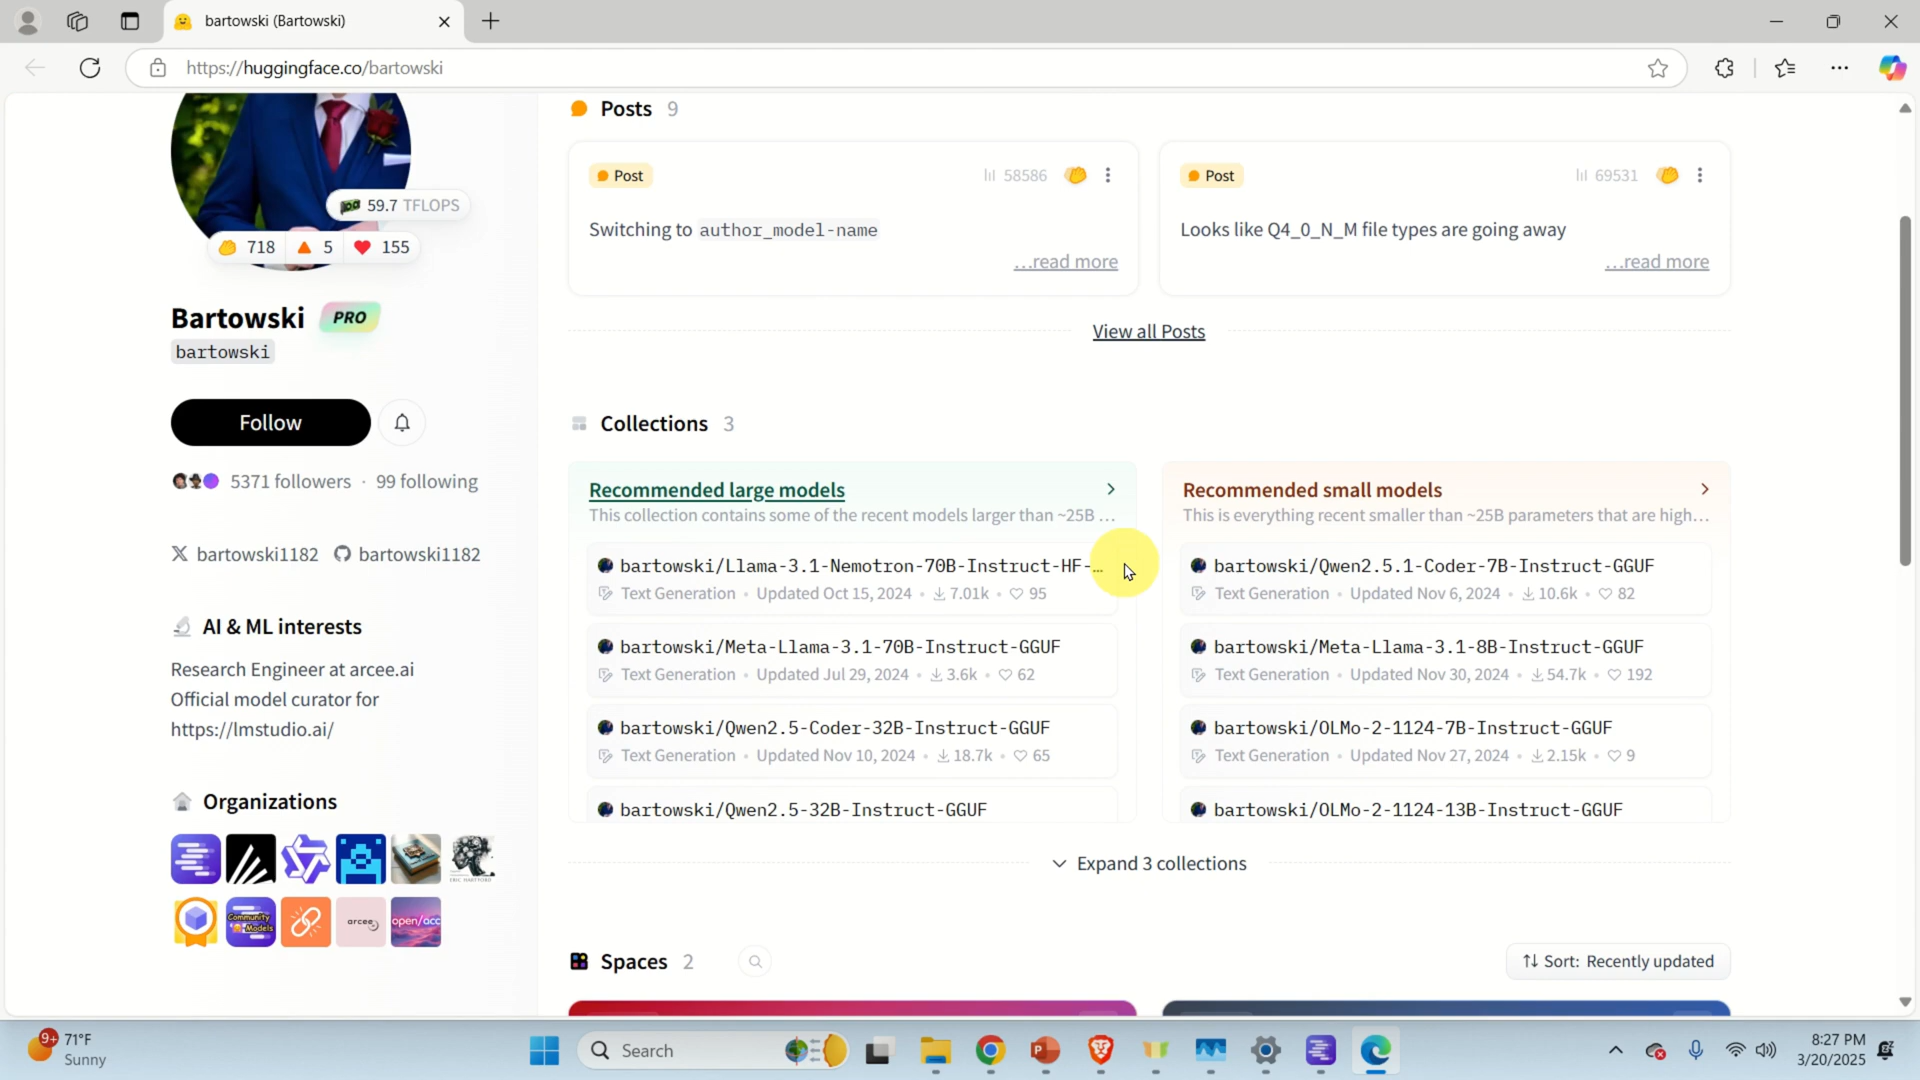 bartowski (Bartowski)
https://huggingface.co/bartowski
59.7 TFLOPS
718 5 155
Bartowski PRO
bartowski
Follow
5371 followers · 99 following
bartowski1182 bartowski1182
AI & ML interests
Research Engineer at arcee.ai
Official model curator for
https://lmstudio.ai/
Organizations
Community
Models
arcee
open/acc
Posts 9
Post 58586
Switching to author_model-name
...read more
Post 69531
Looks like Q4_0_N_M file types are going away
...read more
View all Posts
Collections 3
Recommended large models
This collection contains some of the recent models larger than ~25B ...
bartowski/Llama-3.1-Nemotron-70B-Instruct-HF-...
Text Generation • Updated Oct 15, 2024 • 7.01k • 95
bartowski/Meta-Llama-3.1-70B-Instruct-GGUF
Text Generation • Updated Jul 29, 2024 • 3.6k • 62
bartowski/Qwen2.5-Coder-32B-Instruct-GGUF
Text Generation • Updated Nov 10, 2024 • 18.7k • 65
bartowski/Qwen2.5-32B-Instruct-GGUF
Recommended small models
This is everything recent smaller than ~25B parameters that are high...
bartowski/Qwen2.5.1-Coder-7B-Instruct-GGUF
Text Generation • Updated Nov 6, 2024 • 10.6k • 82
bartowski/Meta-Llama-3.1-8B-Instruct-GGUF
Text Generation • Updated Nov 30, 2024 • 54.7k • 192
bartowski/OLMo-2-1124-7B-Instruct-GGUF
Text Generation • Updated Nov 27, 2024 • 2.15k • 9
bartowski/OLMo-2-1124-13B-Instruct-GGUF
Expand 3 collections
Spaces 2
Sort: Recently updated
9+
71°F
Sunny
Search
8:27 PM
3/20/2025